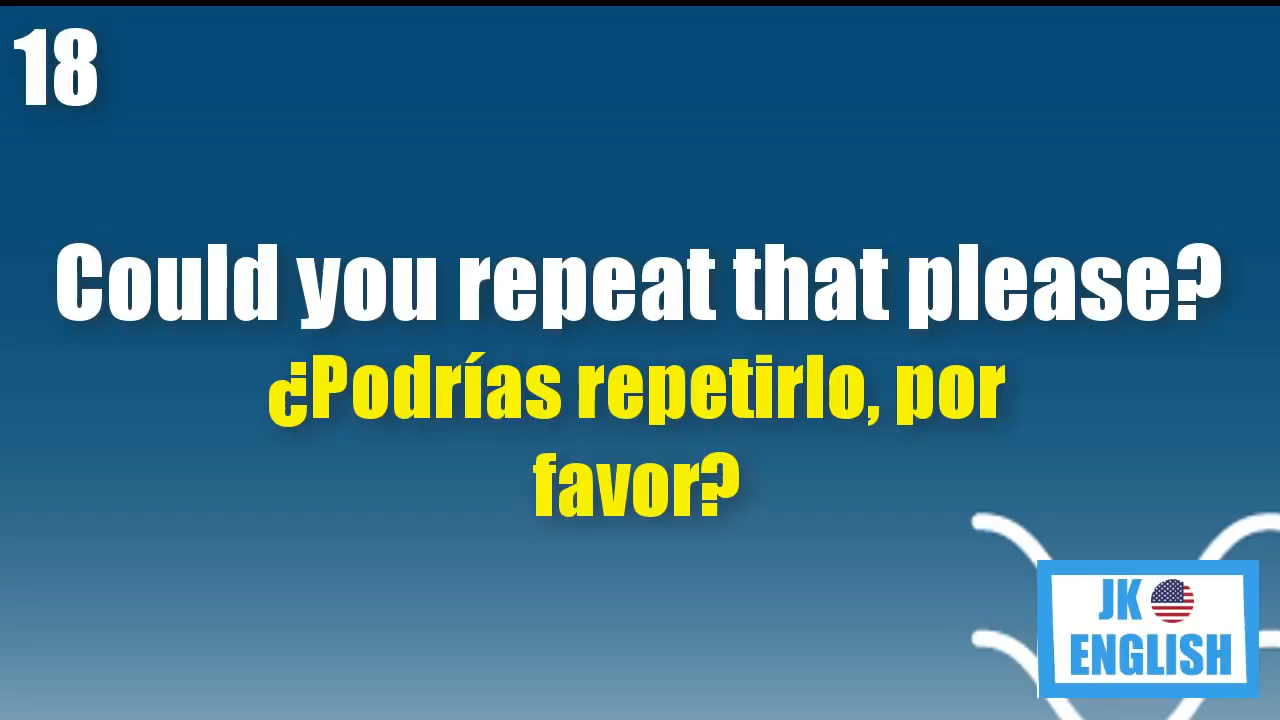 18
Could you repeat that please?
¿Podrías repetirlo, por
favor?
JK
ENGLISH